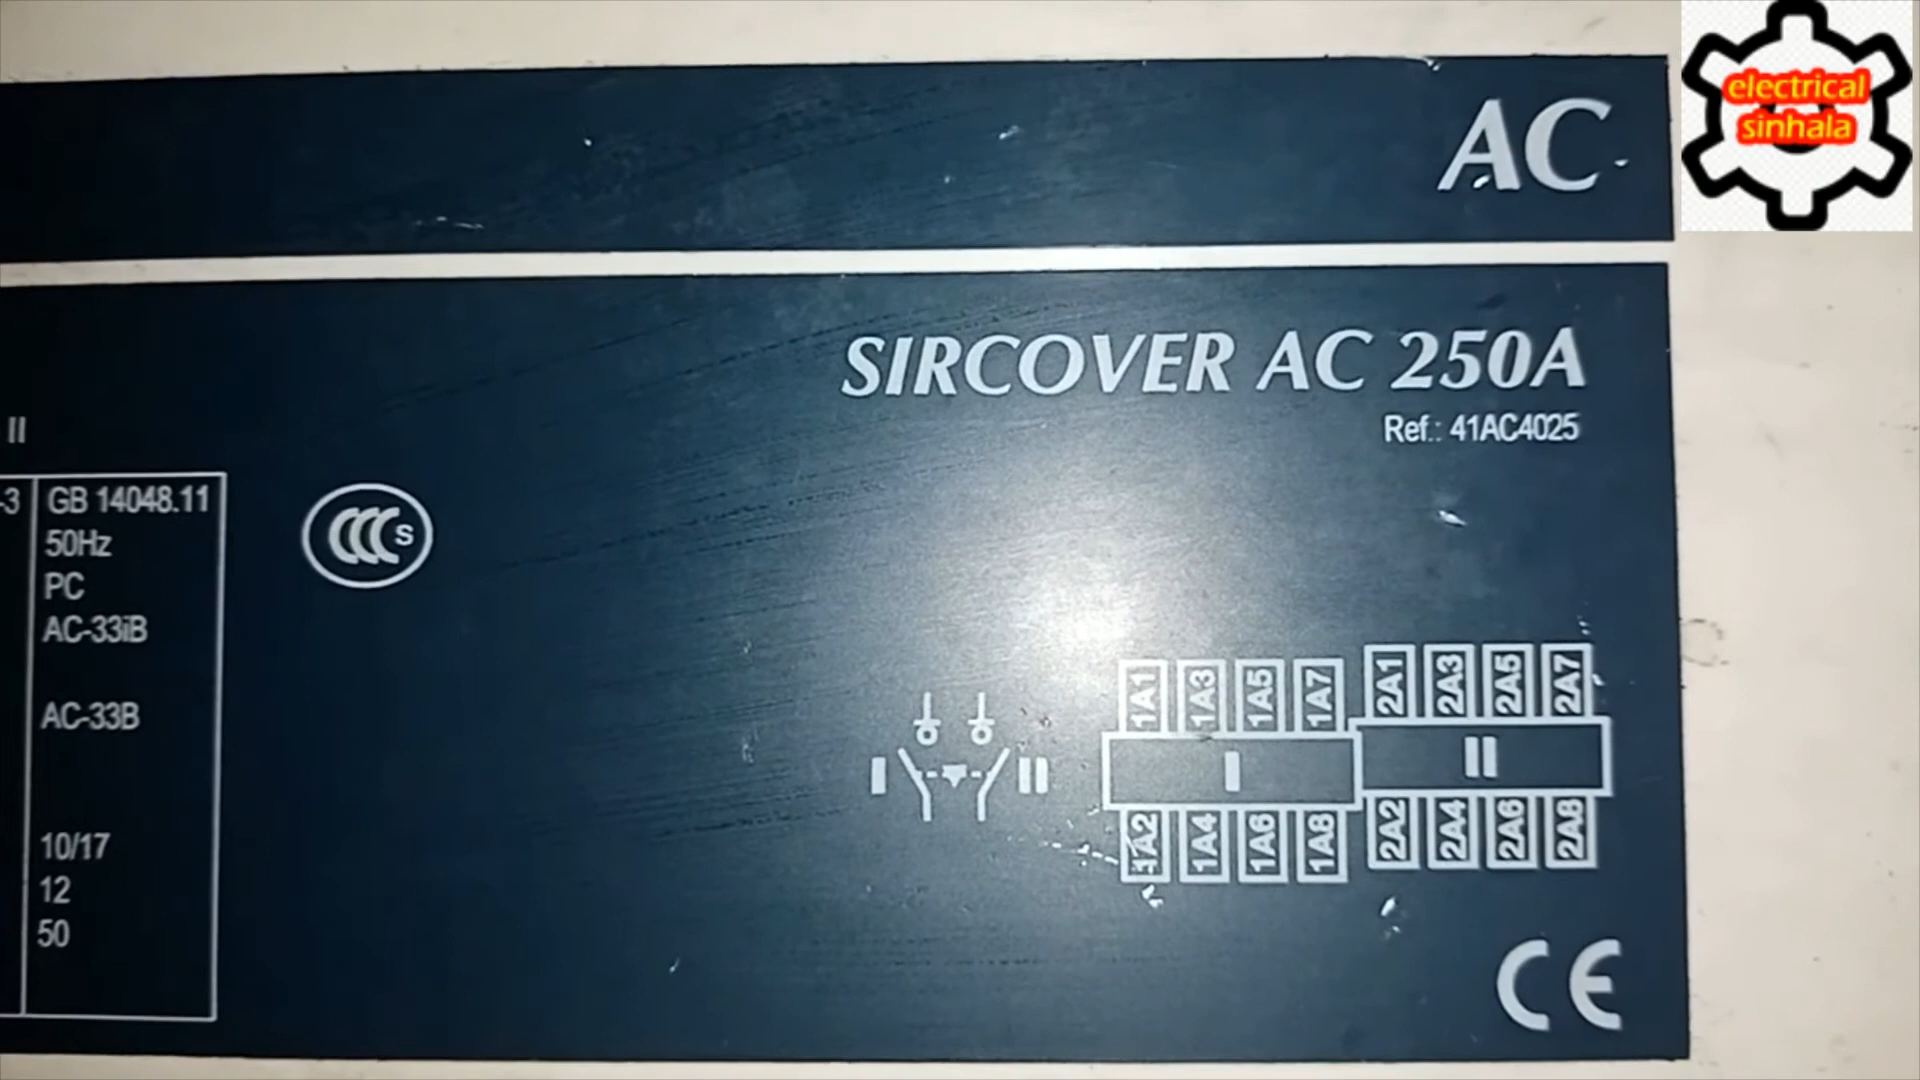 AC
electrical
sinhala
SIRCOVER AC 250A
Ref.: 41AC4025
II
-3
GB 14048.11
50Hz
PC
AC-33iB
AC-33B
10/17
12
50
CCC S
I II
1A1 1A3 1A5 1A7 2A1 2A3 2A5 2A7
I II
1A2 1A4 1A6 1A8 2A2 2A4 2A6 2A8
CE